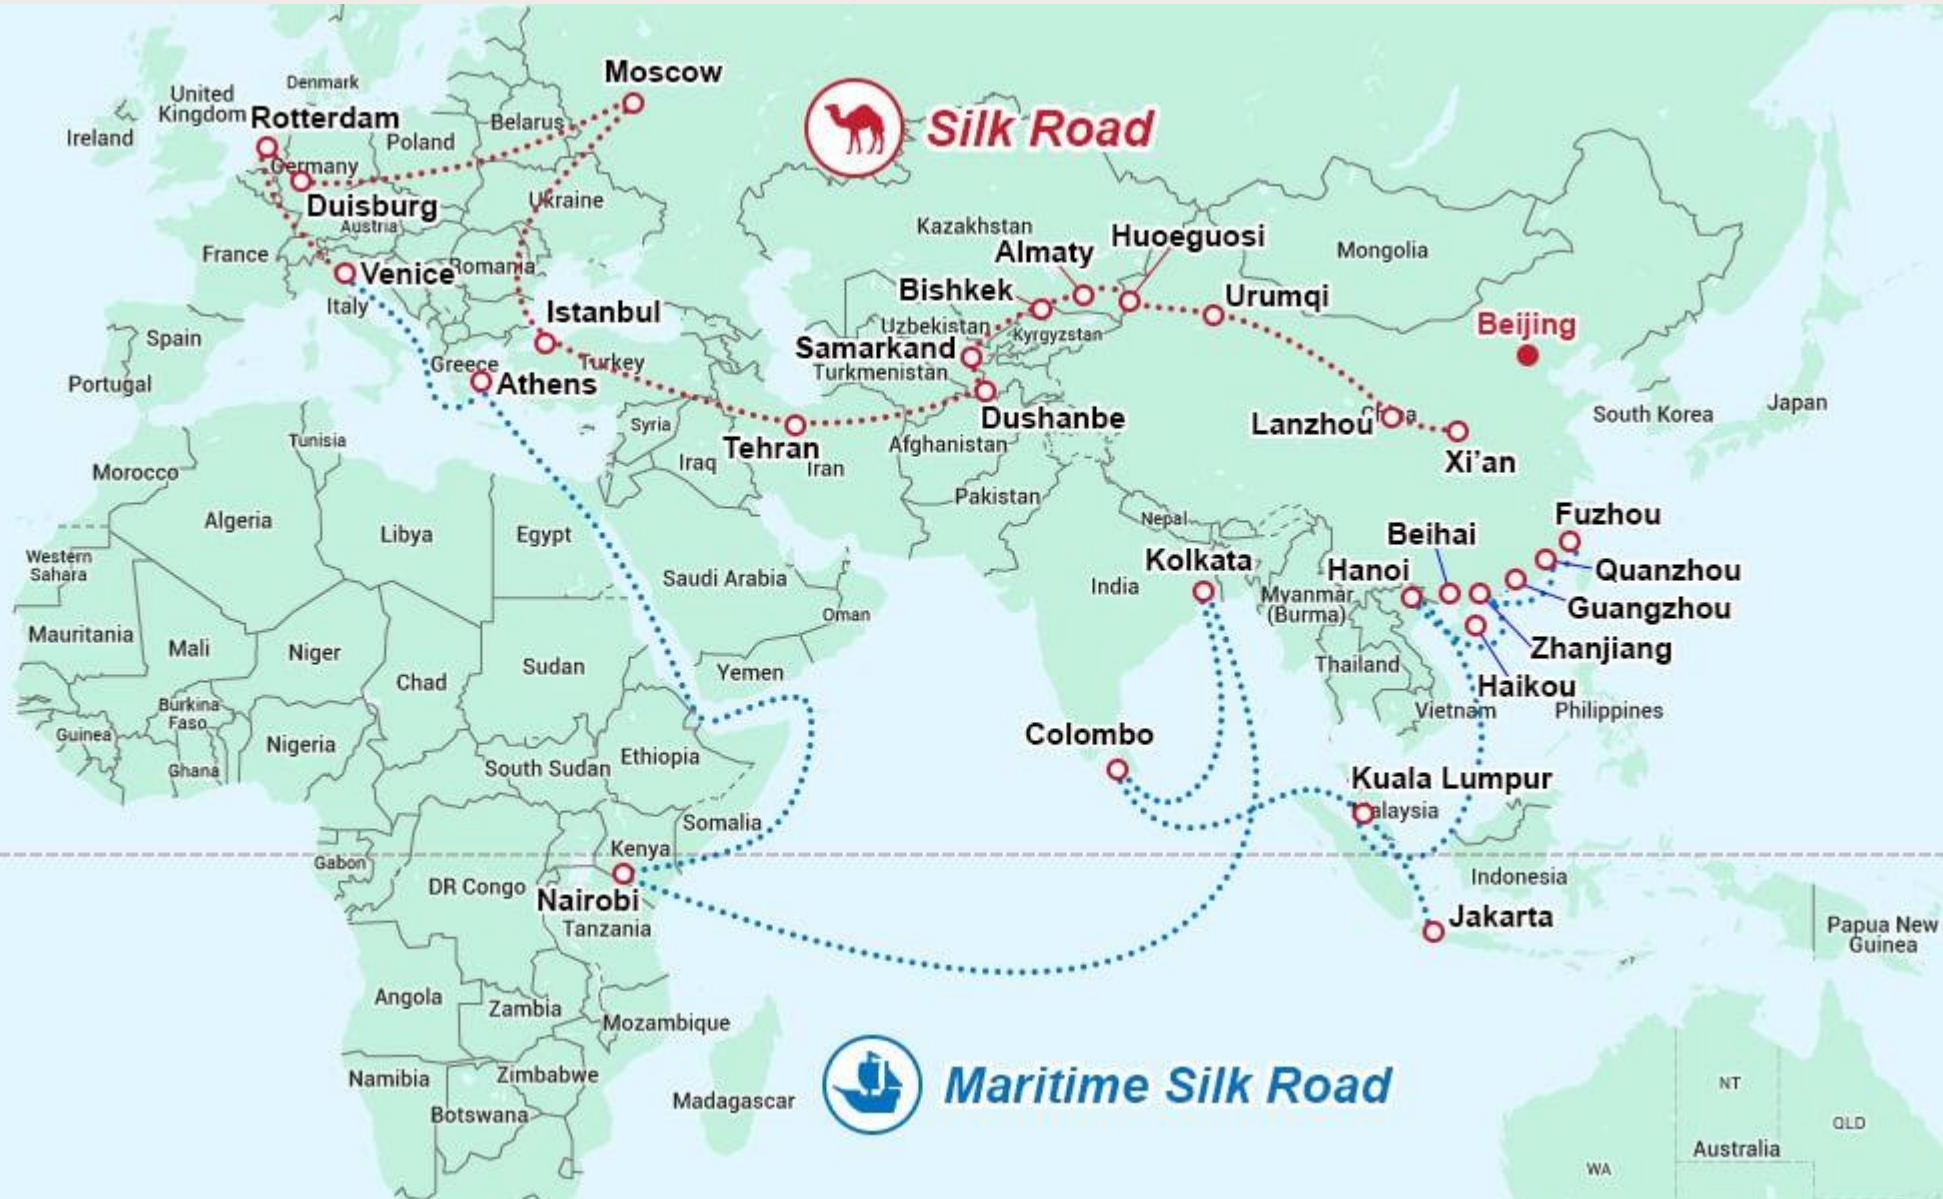 Moscow
Denmark
United
Kingdom
Rotterdam
Ireland
Belarus
Poland
Silk Road
Germany
Duisburg
Ukraine
Austria
France
Kazakhstan
Huoeguosi
Almaty
Mongolia
Venice
Romania
Bishkek
Urumqi
Italy
Istanbul
Uzbekistan
Kyrgyzstan
Beijing
Spain
Samarkand
Greece
Turkey
Turkmenistan
Portugal
Athens
Japan
South Korea
China
Dushanbe
Lanzhou
Syria
Tunisia
Tehran
Afghanistan
Iraq
Iran
Xi’an
Morocco
Pakistan
Fuzhou
Algeria
Nepal
Libya
Egypt
Beihai
Western
Sahara
Kolkata
Hanoi
Quanzhou
Saudi Arabia
India
Myanmar
(Burma)
Guangzhou
Oman
Mauritania
Mali
Niger
Zhanjiang
Sudan
Yemen
Thailand
Chad
Haikou
Burkina
Faso
Vietnam
Philippines
Guinea
Nigeria
Colombo
Ethiopia
Ghana
South Sudan
Kuala Lumpur
Malaysia
Somalia
Kenya
Gabon
DR Congo
Indonesia
Nairobi
Jakarta
Tanzania
Papua New
Guinea
Angola
Zambia
Mozambique
Namibia
Zimbabwe
Maritime Silk Road
NT
Madagascar
Botswana
QLD
Australia
WA